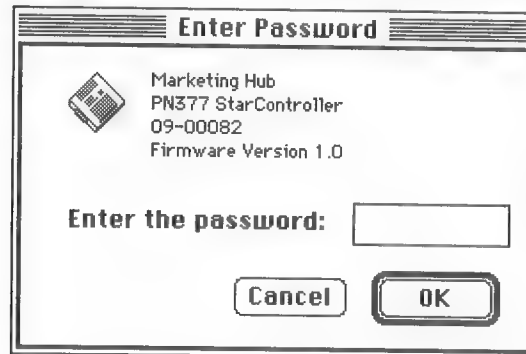 Enter Password
Marketing Hub
PN377 StarController
09-00082
Firmware Version 1.0
Enter the password:
Cancel
OK